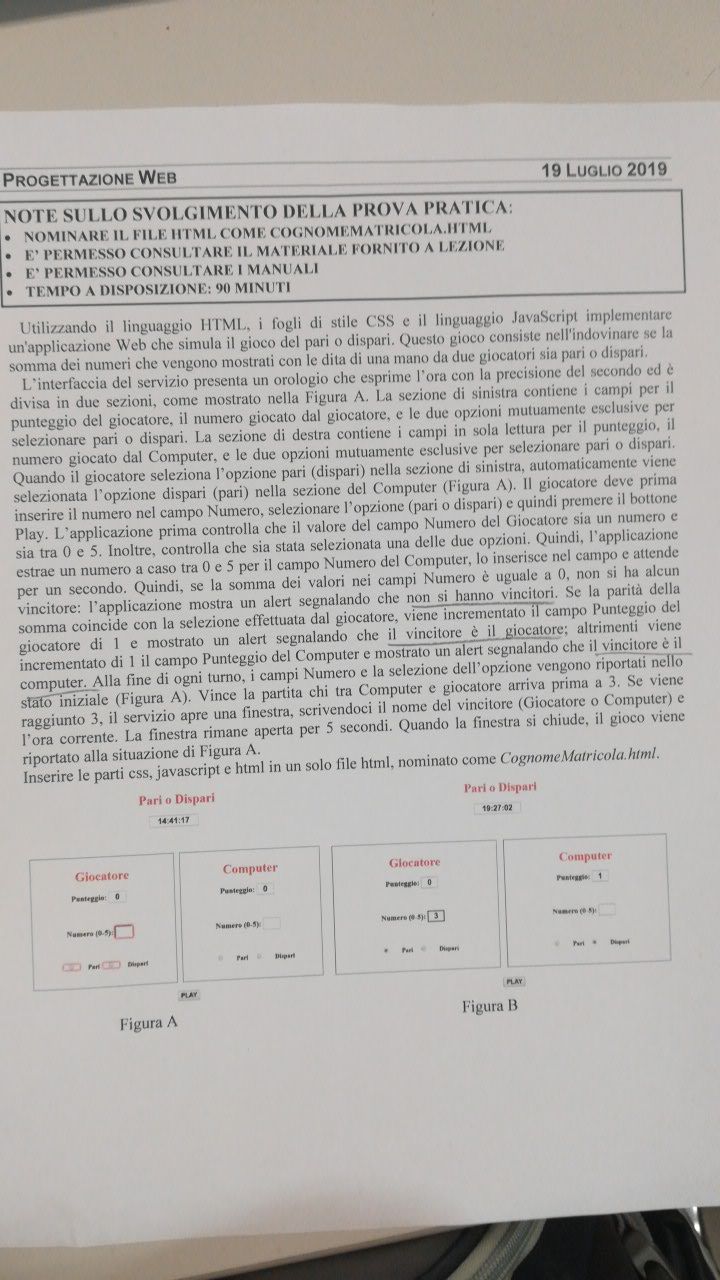 PROGETTAZIONE WEB 19 LUGLIO 2019
NOTE SULLO SVOLGIMENTO DELLA PROVA PRATICA:
• NOMINARE IL FILE HTML COME COGNOMEMATRICOLA.HTML
• E' PERMESSO CONSULTARE IL MATERIALE FORNITO A LEZIONE
• E' PERMESSO CONSULTARE I MANUALI
• TEMPO A DISPOSIZIONE: 90 MINUTI
Utilizzando il linguaggio HTML, i fogli di stile CSS e il linguaggio JavaScript implementare
un'applicazione Web che simula il gioco del pari o dispari. Questo gioco consiste nell'indovinare se la
somma dei numeri che vengono mostrati con le dita di una mano da due giocatori sia pari o dispari.
L'interfaccia del servizio presenta un orologio che esprime l'ora con la precisione del secondo ed è
divisa in due sezioni, come mostrato nella Figura A. La sezione di sinistra contiene i campi per il
punteggio del giocatore, il numero giocato dal giocatore, e le due opzioni mutuamente esclusive per
selezionare pari o dispari. La sezione di destra contiene i campi in sola lettura per il punteggio, il
numero giocato dal Computer, e le due opzioni mutuamente esclusive per selezionare pari o dispari.
Quando il giocatore seleziona l'opzione pari (dispari) nella sezione di sinistra, automaticamente viene
selezionata l'opzione dispari (pari) nella sezione del Computer (Figura A). Il giocatore deve prima
inserire il numero nel campo Numero, selezionare l'opzione (pari o dispari) e quindi premere il bottone
Play. L'applicazione prima controlla che il valore del campo Numero del Giocatore sia un numero e
sia tra 0 e 5. Inoltre, controlla che sia stata selezionata una delle due opzioni. Quindi, l'applicazione
estrae un numero a caso tra 0 e 5 per il campo Numero del Computer, lo inserisce nel campo e attende
per un secondo. Quindi, se la somma dei valori nei campi Numero è uguale a 0, non si ha alcun
vincitore: l'applicazione mostra un alert segnalando che non si hanno vincitori. Se la parità della
somma coincide con la selezione effettuata dal giocatore, viene incrementato il campo Punteggio del
giocatore di 1 e mostrato un alert segnalando che il vincitore è il giocatore; altrimenti viene
incrementato di 1 il campo Punteggio del Computer e mostrato un alert segnalando che il vincitore è il
computer. Alla fine di ogni turno, i campi Numero e la selezione dell'opzione vengono riportati nello
stato iniziale (Figura A). Vince la partita chi tra Computer e giocatore arriva prima a 3. Se viene
raggiunto 3, il servizio apre una finestra, scrivendoci il nome del vincitore (Giocatore o Computer) e
l'ora corrente. La finestra rimane aperta per 5 secondi. Quando la finestra si chiude, il gioco viene
riportato alla situazione di Figura A.
Inserire le parti css, javascript e html in un solo file html, nominato come CognomeMatricola.html.
Pari o Dispari
14:41:17
Giocatore
Punteggio: 0
Numero (0-5):
Pari Dispari
Computer
Punteggio: 0
Numero (0-5):
Pari Dispari
PLAY
Figura A
Pari o Dispari
19:27:02
Giocatore
Punteggio: 0
Numero (0-5): 3
Pari Dispari
Computer
Punteggio: 1
Numero (0-5):
Pari Dispari
PLAY
Figura B